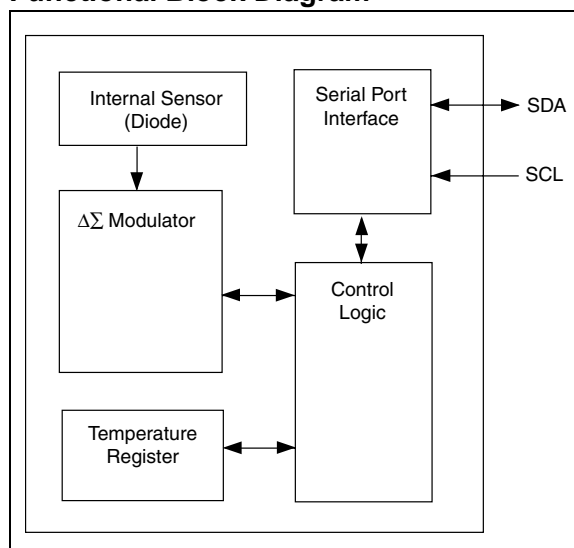 Functional Block Diagram
Internal Sensor
(Diode)
Serial Port
Interface
SDA
SCL
ΔΣ Modulator
Control
Logic
Temperature
Register